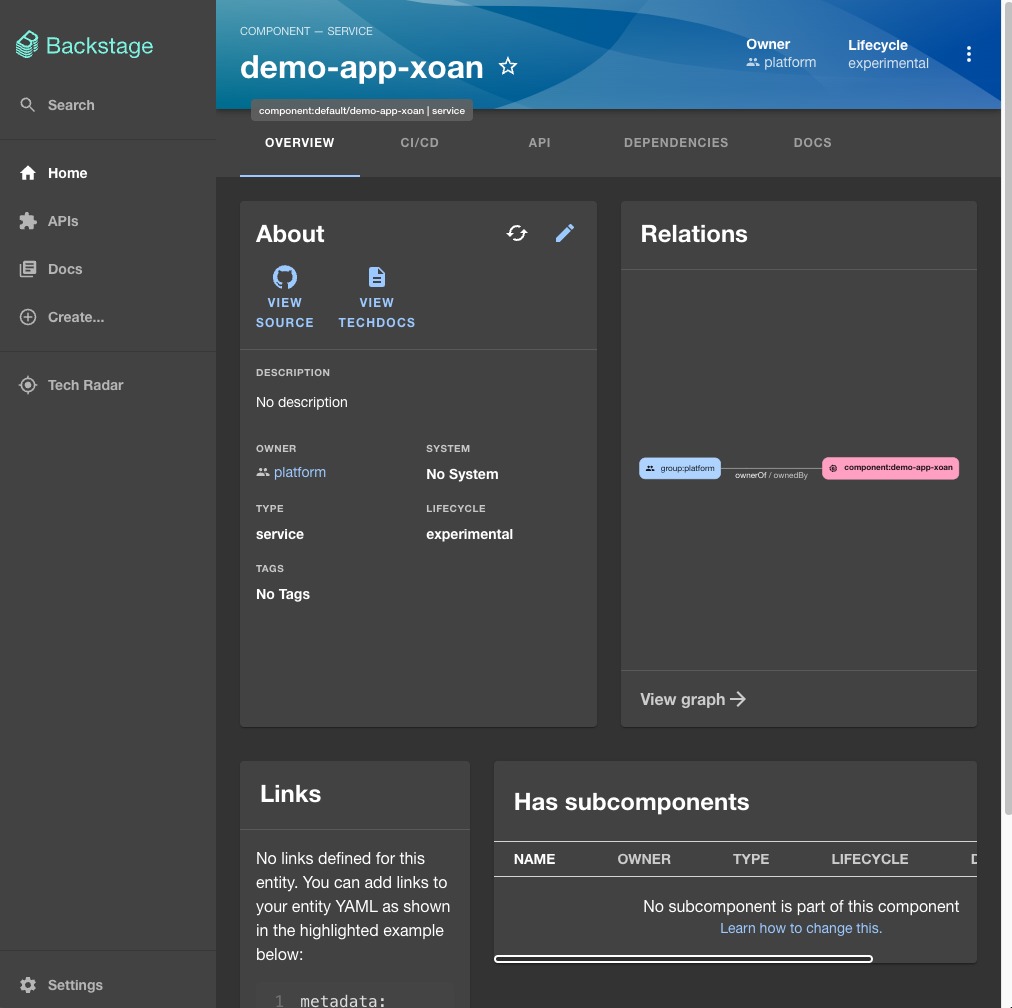 Backstage
Search
Home
APIs
Docs
Create...
Tech Radar
Settings
COMPONENT — SERVICE
demo-app-xoan
Owner
platform
Lifecycle
experimental
component:default/demo-app-xoan | service
OVERVIEW CI/CD API DEPENDENCIES DOCS
About
VIEW
SOURCE
VIEW
TECHDOCS
DESCRIPTION
No description
OWNER
platform
SYSTEM
No System
TYPE
service
LIFECYCLE
experimental
TAGS
No Tags
Relations
group:platform
ownerOf / ownedBy
component:demo-app-xoan
View graph
Links
No links defined for this
entity. You can add links to
your entity YAML as shown
in the highlighted example
below:
1 metadata:
Has subcomponents
NAME OWNER TYPE LIFECYCLE
No subcomponent is part of this component
Learn how to change this.